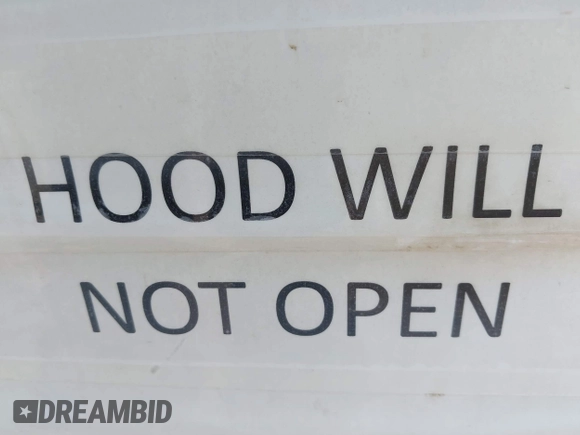 HOOD WILL
NOT OPEN
DREAMBID